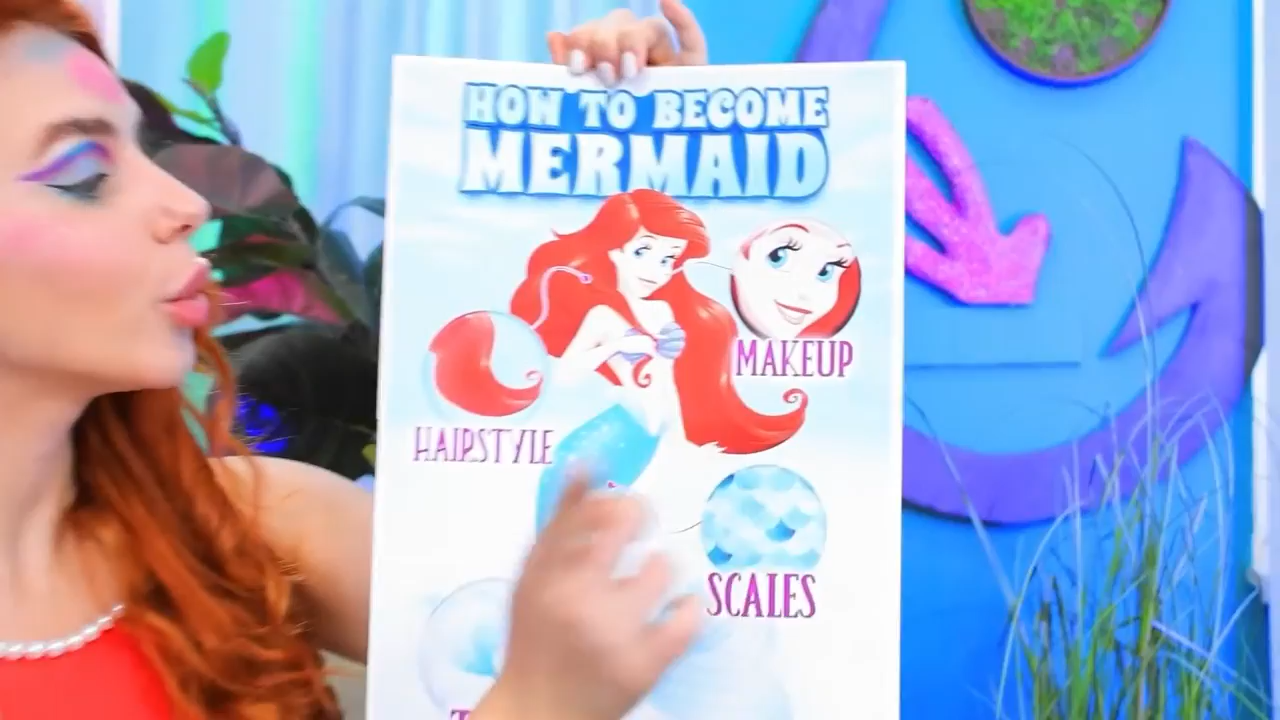 HOW TO BECOME
MERMAID
MAKEUP
HAIRSTYLE
SCALES